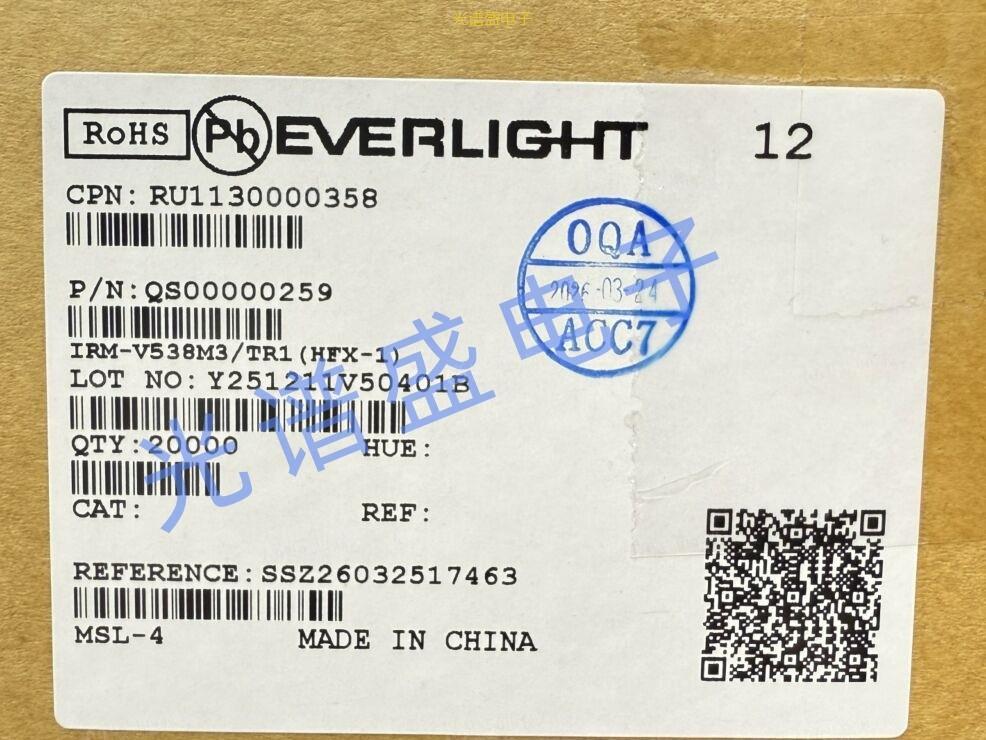 光谱盛电子
RoHS Pb EVERLIGHT 12
CPN: RU1130000358
OQA
2026-03-24
ACC7
P/N: QS00000259
IRM-V538M3/TR1(HFX-1)
LOT NO: Y251211V50401B
QTY: 20000 HUE:
CAT: REF:
REFERENCE: SSZ26032517463
MSL-4 MADE IN CHINA
光谱盛电子